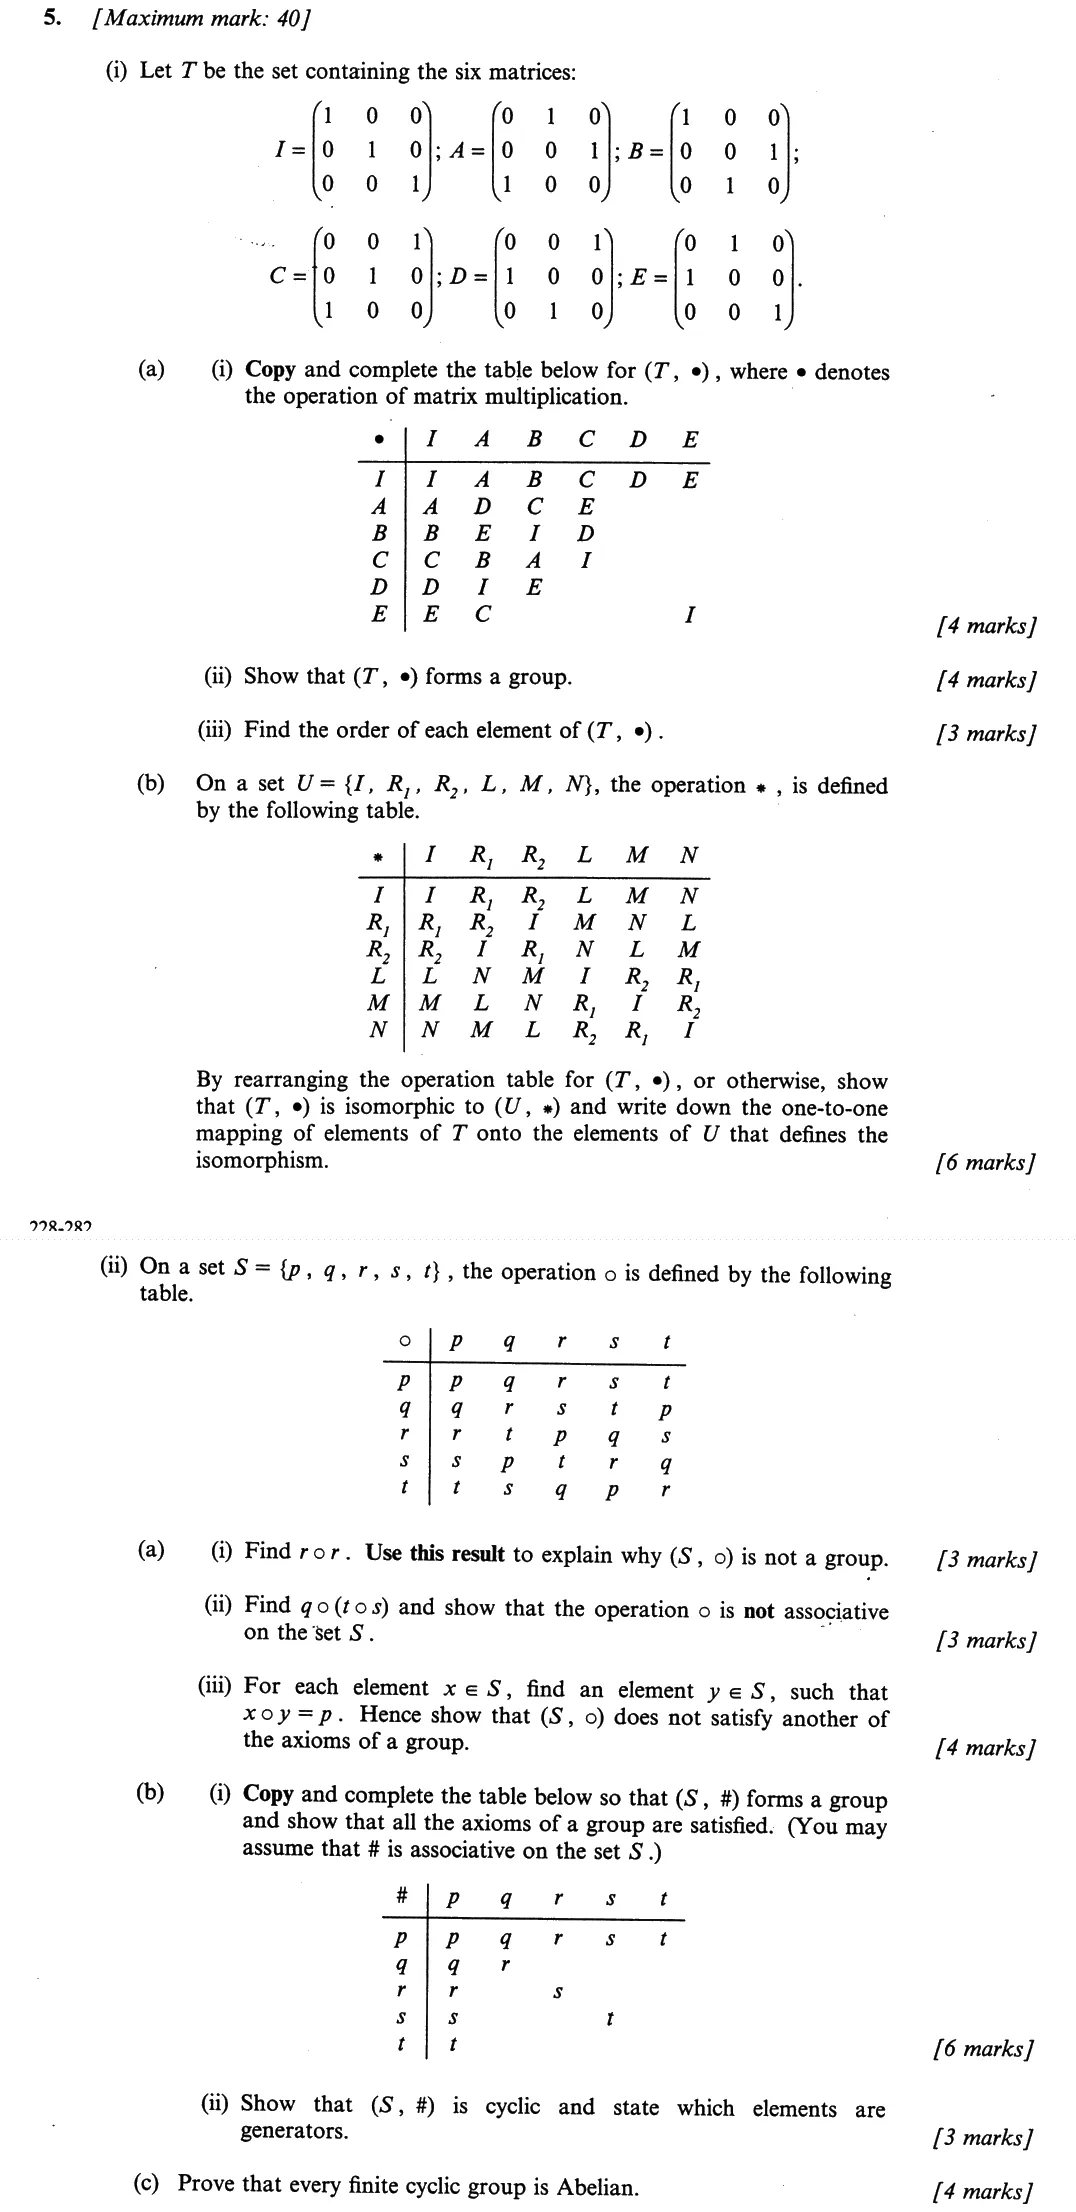 5. [Maximum mark: 40]
(i) Let T be the set containing the six matrices:
I = (1 0 0
0 1 0
0 0 1); A = (0 1 0
0 0 1
1 0 0); B = (1 0 0
0 0 1
0 1 0);
C = (0 0 1
0 1 0
1 0 0); D = (0 0 1
1 0 0
0 1 0); E = (0 1 0
1 0 0
0 0 1).
(a) (i) Copy and complete the table below for (T, •), where • denotes
the operation of matrix multiplication.
• I A B C D E
I I A B C D E
A A D C E
B B E I D
C C B A I
D D I E
E E C I
[4 marks]
(ii) Show that (T, •) forms a group. [4 marks]
(iii) Find the order of each element of (T, •). [3 marks]
(b) On a set U = {I, R₁, R₂, L, M, N}, the operation *, is defined
by the following table.
* I R₁ R₂ L M N
I I R₁ R₂ L M N
R₁ R₁ R₂ I M N L
R₂ R₂ I R₁ N L M
L L N M I R₂ R₁
M M L N R₁ I R₂
N N M L R₂ R₁ I
By rearranging the operation table for (T, •), or otherwise, show
that (T, •) is isomorphic to (U, *) and write down the one-to-one
mapping of elements of T onto the elements of U that defines the
isomorphism. [6 marks]
228-282
(ii) On a set S = {p, q, r, s, t}, the operation ○ is defined by the following
table.
○ p q r s t
p p q r s t
q q r s t p
r r t p q s
s s p t r q
t t s q p r
(a) (i) Find r ○ r. Use this result to explain why (S, ○) is not a group. [3 marks]
(ii) Find q ○ (t ○ s) and show that the operation ○ is not associative
on the set S. [3 marks]
(iii) For each element x ∈ S, find an element y ∈ S, such that
x ○ y = p. Hence show that (S, ○) does not satisfy another of
the axioms of a group. [4 marks]
(b) (i) Copy and complete the table below so that (S, #) forms a group
and show that all the axioms of a group are satisfied. (You may
assume that # is associative on the set S.)
# p q r s t
p p q r s t
q q r
r r s
s s t
t t
[6 marks]
(ii) Show that (S, #) is cyclic and state which elements are
generators. [3 marks]
(c) Prove that every finite cyclic group is Abelian. [4 marks]